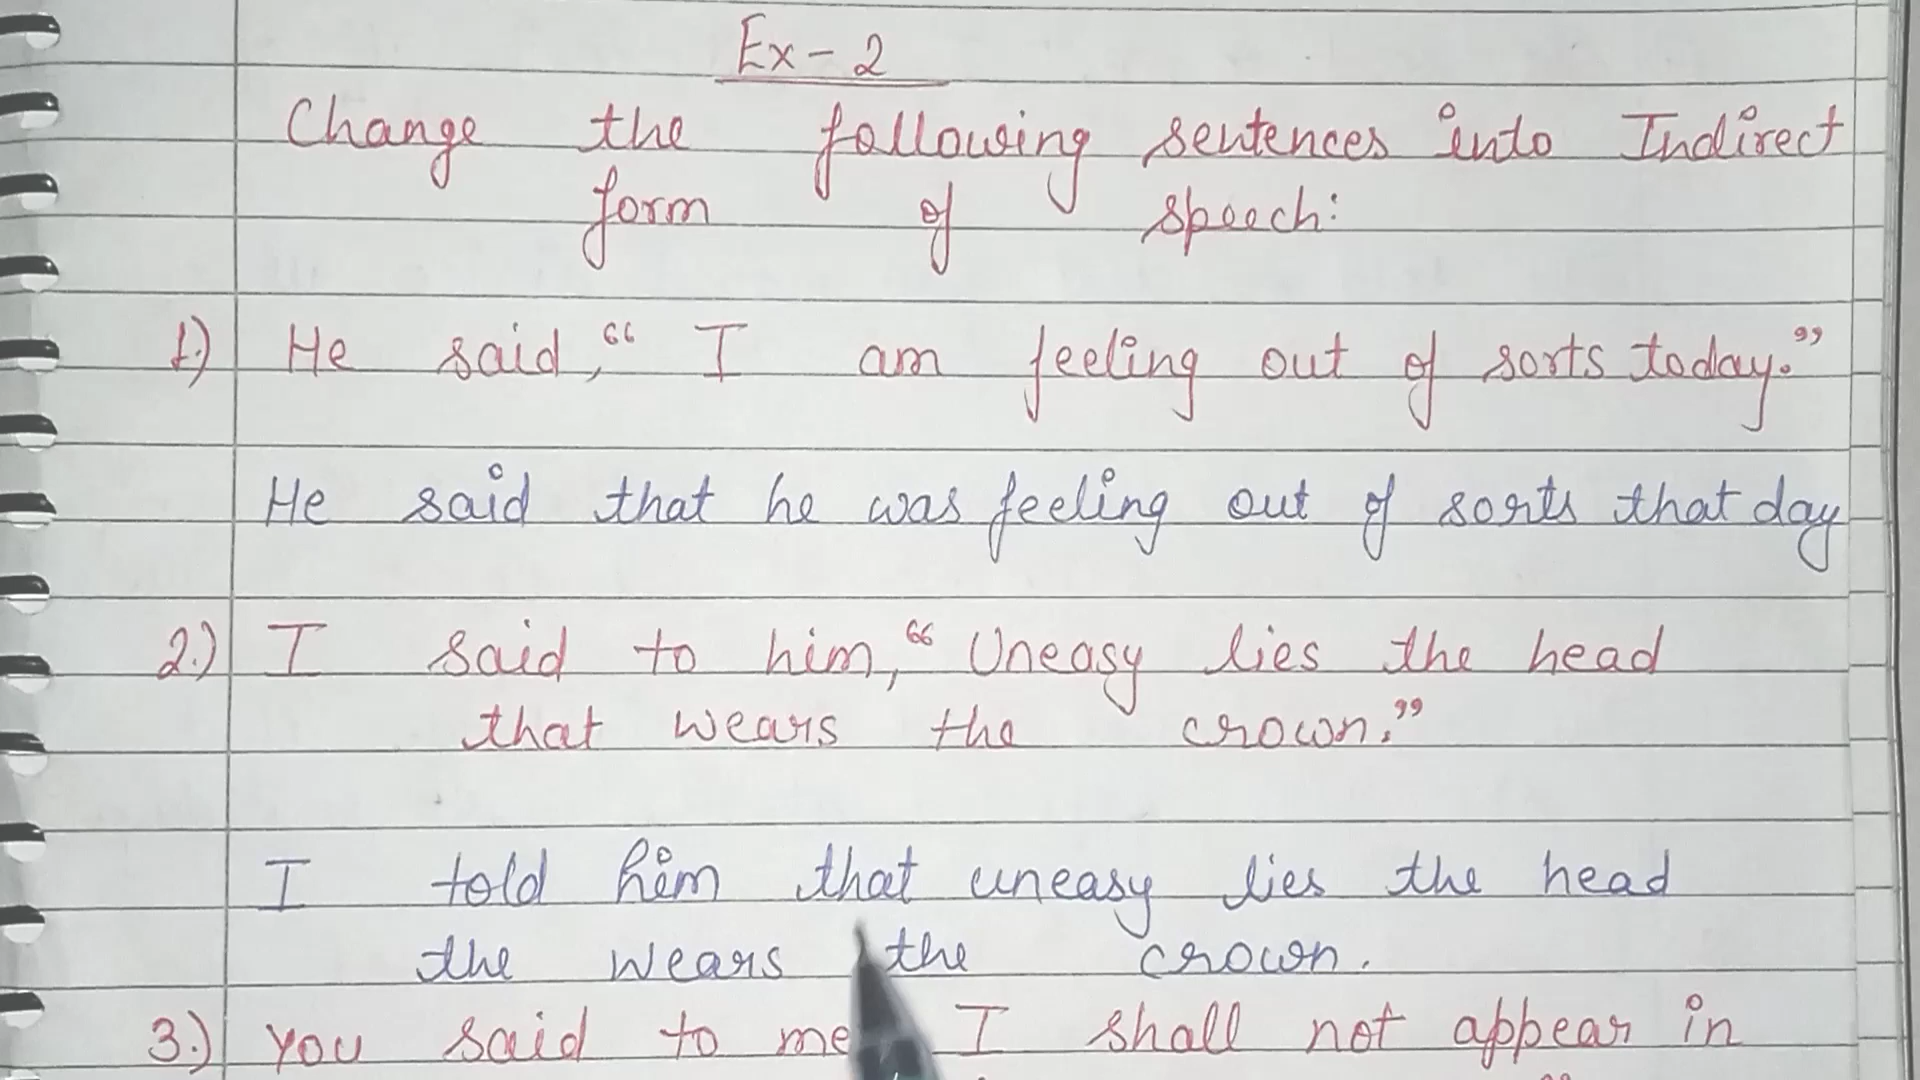 Ex - 2
Change the following sentences into Indirect
form of speech:
1.) He said, “ I am feeling out of sorts today.”
He said that he was feeling out of sorts that day
2.) I said to him, “ Uneasy lies the head
that wears the crown.”
I told him that uneasy lies the head
the wears the crown.
3.) You said to me I shall not appear in